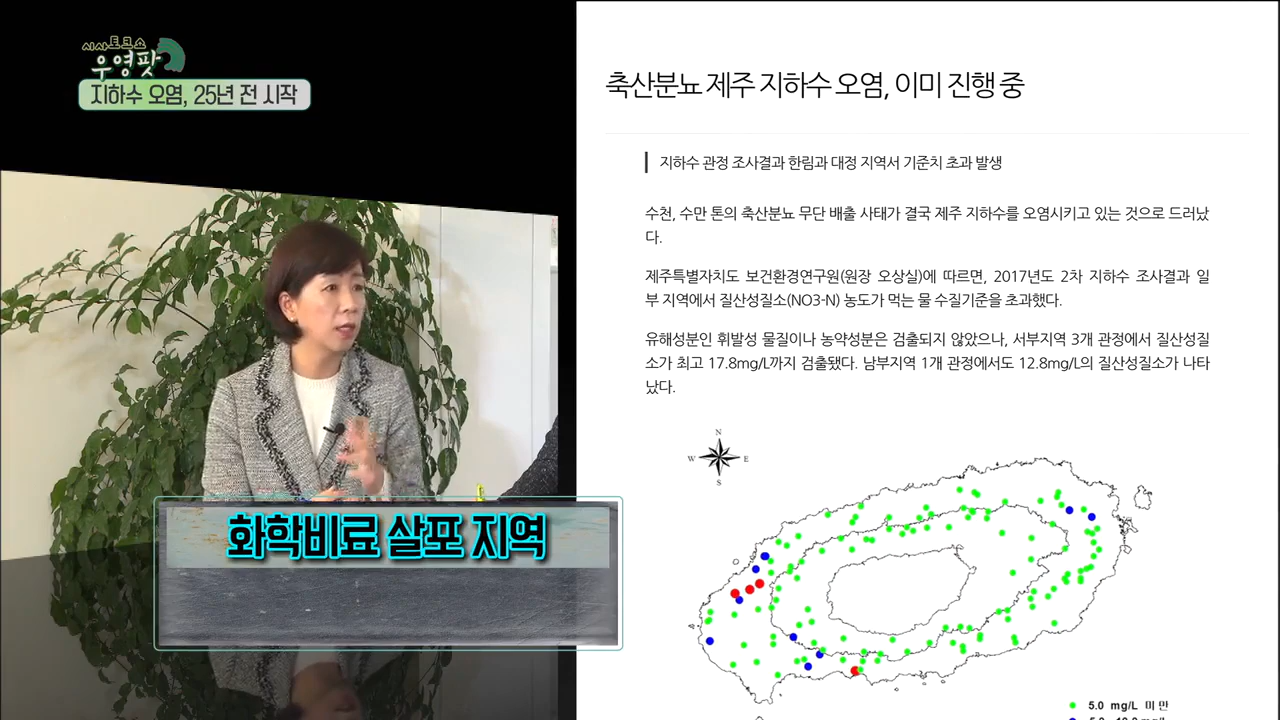 시사토크쇼
우영팟
지하수 오염, 25년 전 시작
화학비료 살포 지역
축산분뇨 제주 지하수 오염, 이미 진행 중
지하수 관정 조사결과 한림과 대정 지역서 기준치 초과 발생
수천, 수만 톤의 축산분뇨 무단 배출 사태가 결국 제주 지하수를 오염시키고 있는 것으로 드러났
다.
제주특별자치도 보건환경연구원(원장 오상실)에 따르면, 2017년도 2차 지하수 조사결과 일
부 지역에서 질산성질소(NO3-N) 농도가 먹는 물 수질기준을 초과했다.
유해성분인 휘발성 물질이나 농약성분은 검출되지 않았으나, 서부지역 3개 관정에서 질산성질
소가 최고 17.8mg/L까지 검출됐다. 남부지역 1개 관정에서도 12.8mg/L의 질산성질소가 나타
났다.
N
W E
S
5.0 mg/L 미만